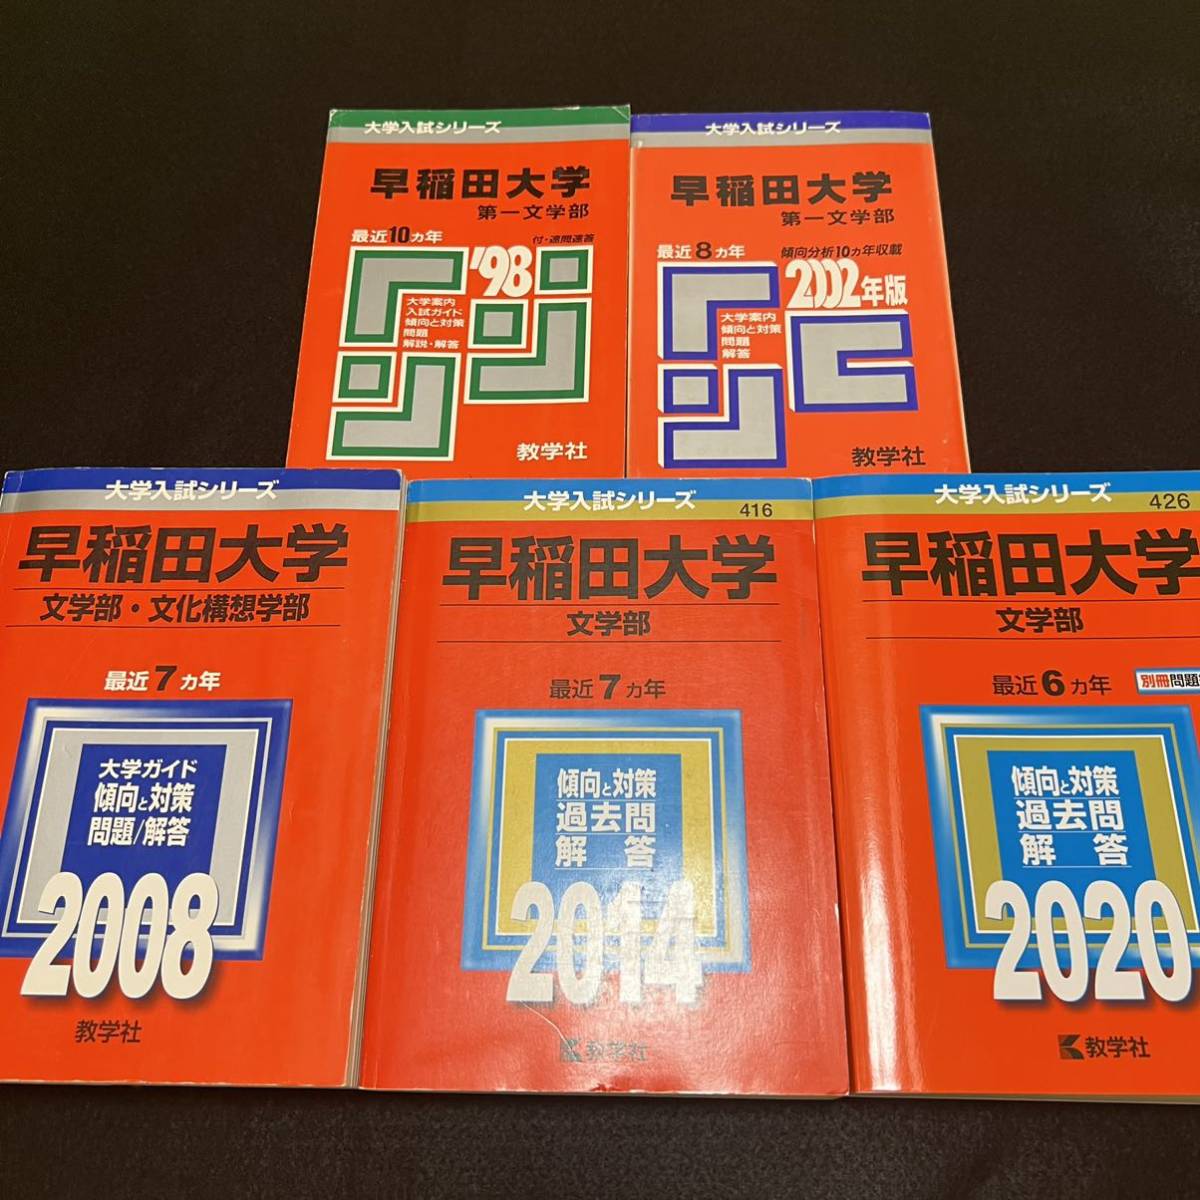 大学入試シリーズ
早稲田大学
第一文学部
最近10ヵ年
付・速問速答
'98
大学案内
入試ガイド
傾向と対策
問題
解説・解答
教学社
大学入試シリーズ
早稲田大学
第一文学部
最近8ヵ年
傾向分析10ヵ年収載
2002年版
大学案内
傾向と対策
問題
解答
教学社
大学入試シリーズ
早稲田大学
文学部・文化構想学部
最近7ヵ年
大学ガイド
傾向と対策
問題/解答
2008
教学社
大学入試シリーズ
416
早稲田大学
文学部
最近7ヵ年
傾向と対策
過去問
解答
2014
教学社
大学入試シリーズ
426
早稲田大学
文学部
最近6ヵ年
別冊問題
傾向と対策
過去問
解答
2020
教学社